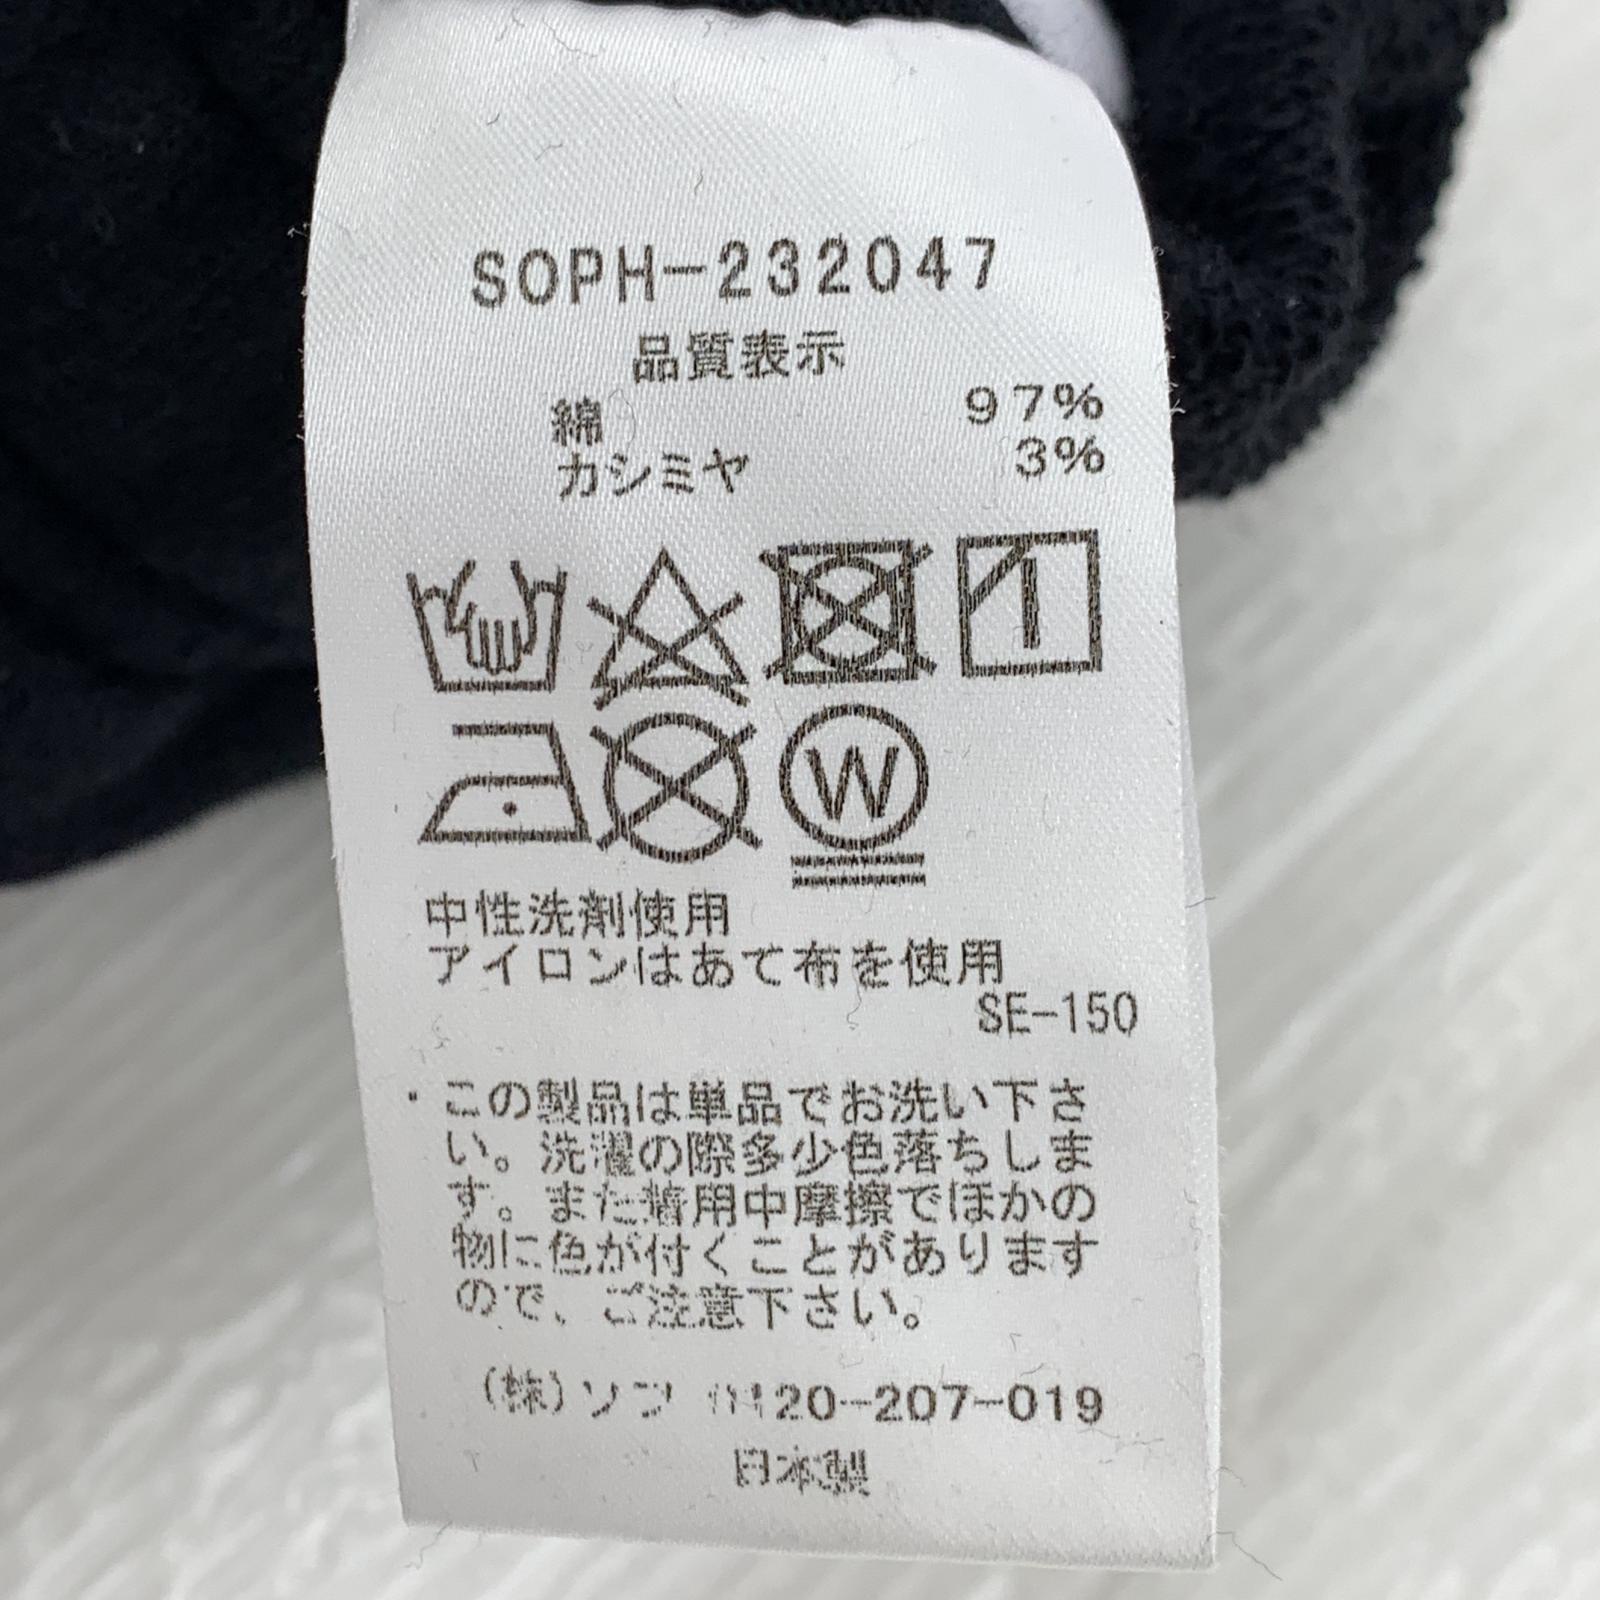 SOPH-232047
品質表示
綿 97%
カシミヤ 3%
W
中性洗剤使用
アイロンはあて布を使用
SE-150
・この製品は単品でお洗い下さ
い。洗濯の際多少色落ちしま
す。また着用中摩擦でほかの
物に色が付くことがあります
ので、ご注意下さい。
(株)ソフ 0120-207-019
日本製